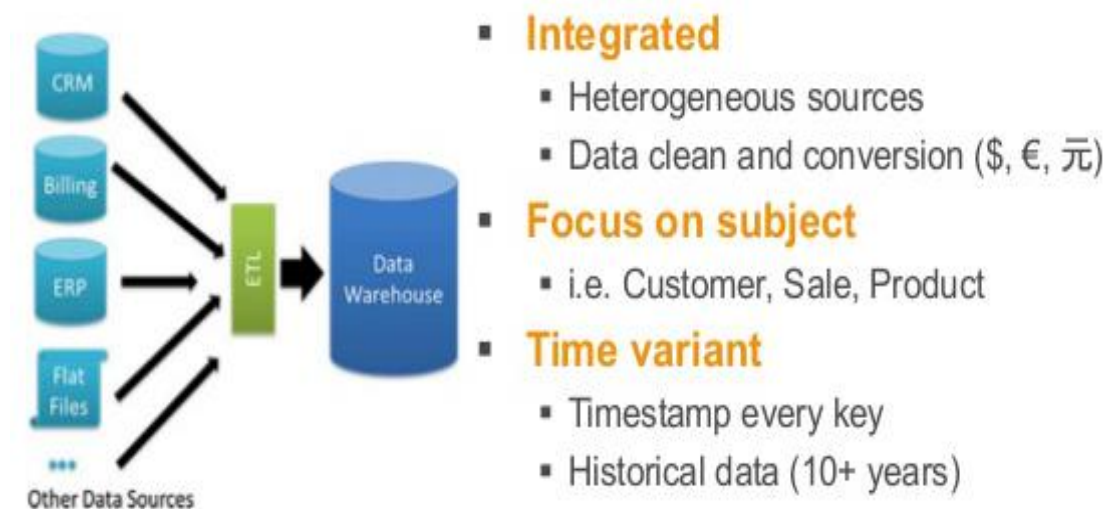 CRM
Billing
ERP
Flat
Files
Other Data Sources
ETL
Data
Warehouse
▪ Integrated
▪ Heterogeneous sources
▪ Data clean and conversion ($, €, 元)
▪ Focus on subject
▪ i.e. Customer, Sale, Product
▪ Time variant
▪ Timestamp every key
▪ Historical data (10+ years)